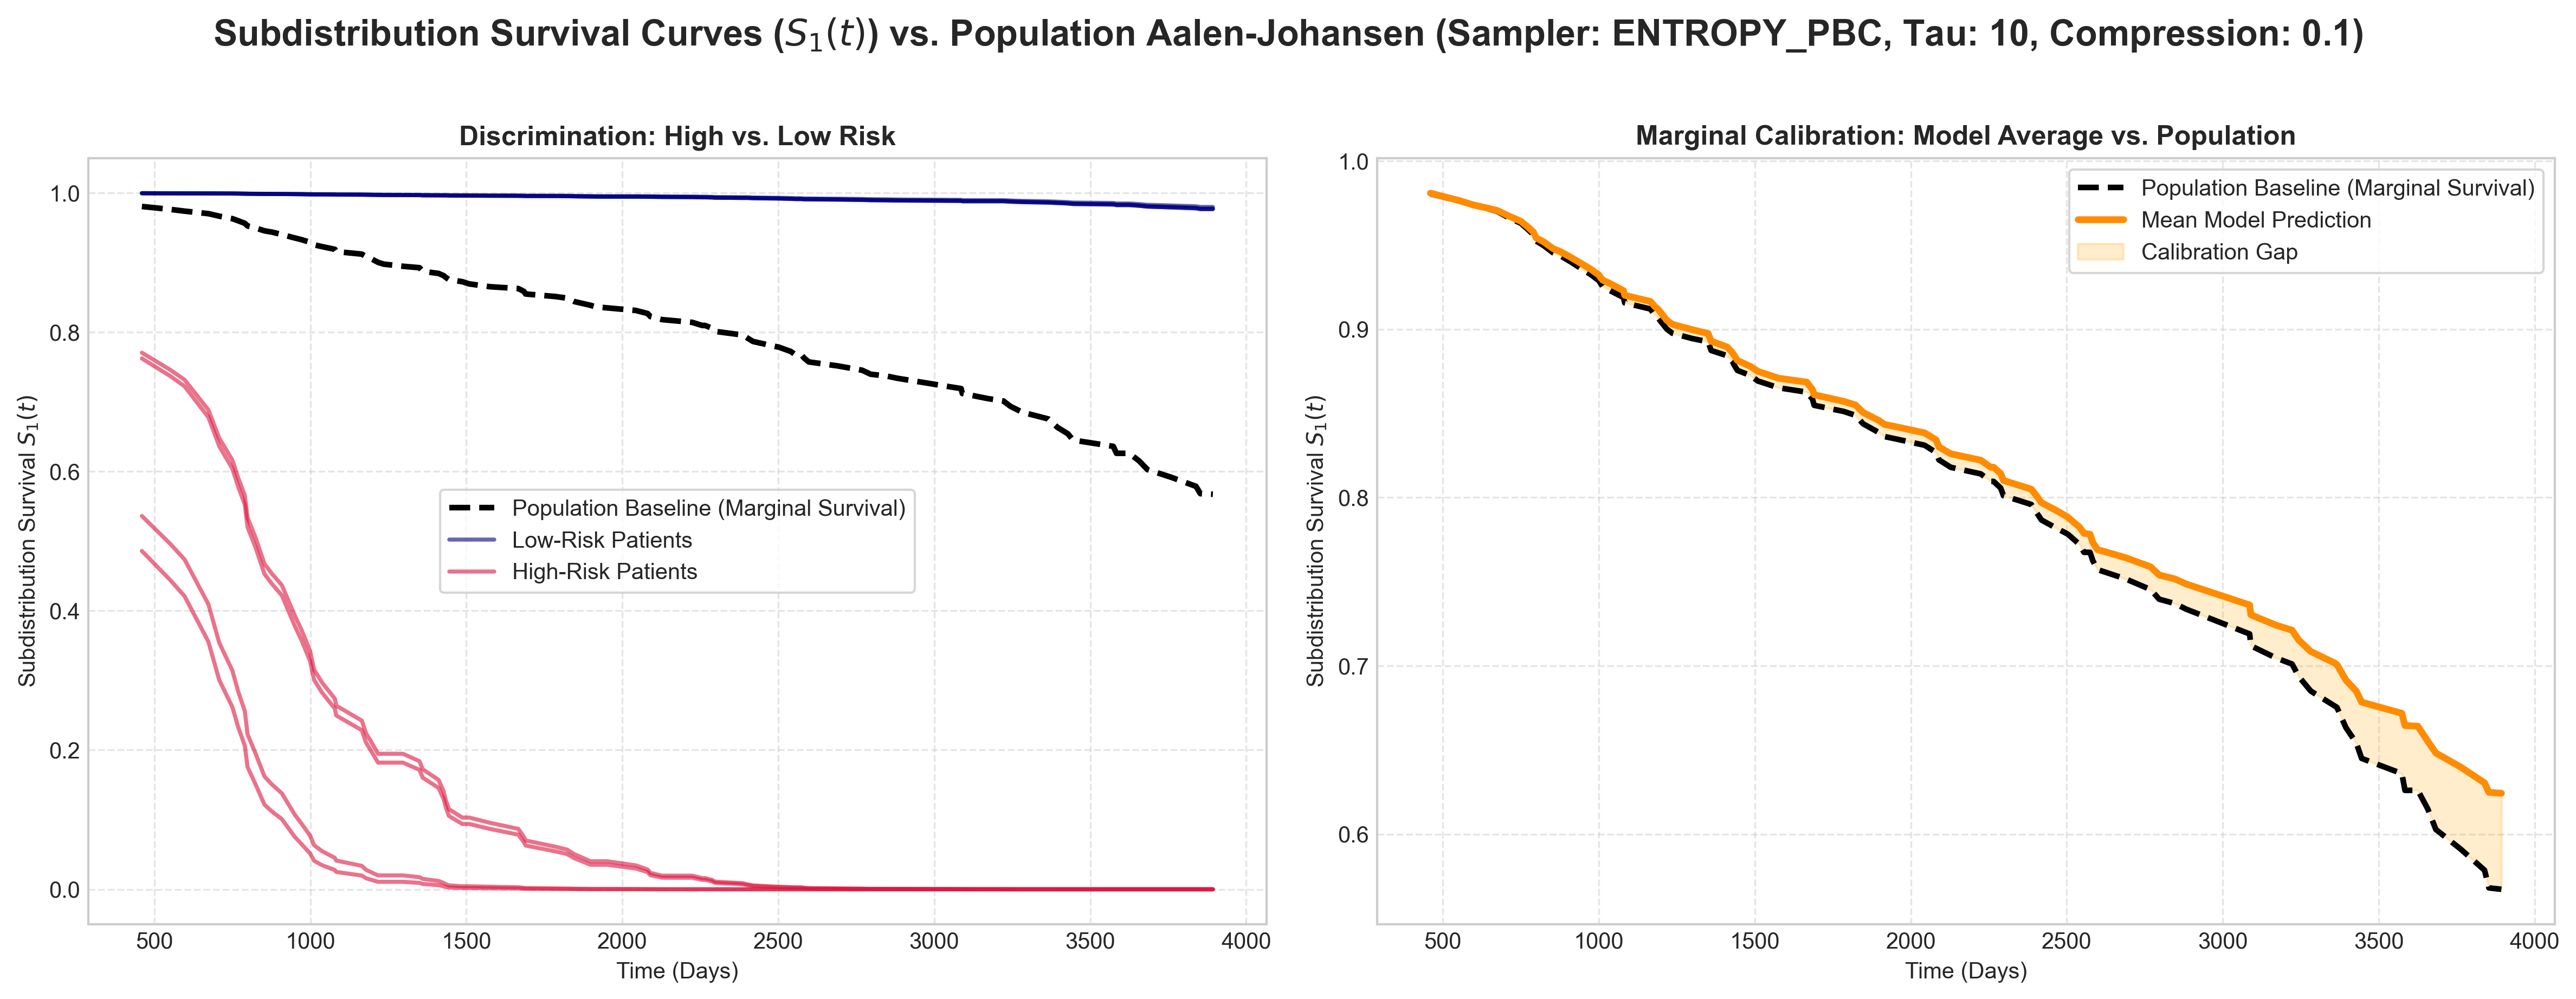 Subdistribution Survival Curves (S₁(t)) vs. Population Aalen-Johansen (Sampler: ENTROPY_PBC, Tau: 10, Compression: 0.1)
Discrimination: High vs. Low Risk
Subdistribution Survival S₁(t)
1.0
0.8
0.6
0.4
0.2
0.0
Population Baseline (Marginal Survival)
Low-Risk Patients
High-Risk Patients
500 1000 1500 2000 2500 3000 3500 4000
Time (Days)
Marginal Calibration: Model Average vs. Population
Subdistribution Survival S₁(t)
1.0
0.9
0.8
0.7
0.6
Population Baseline (Marginal Survival)
Mean Model Prediction
Calibration Gap
500 1000 1500 2000 2500 3000 3500 4000
Time (Days)